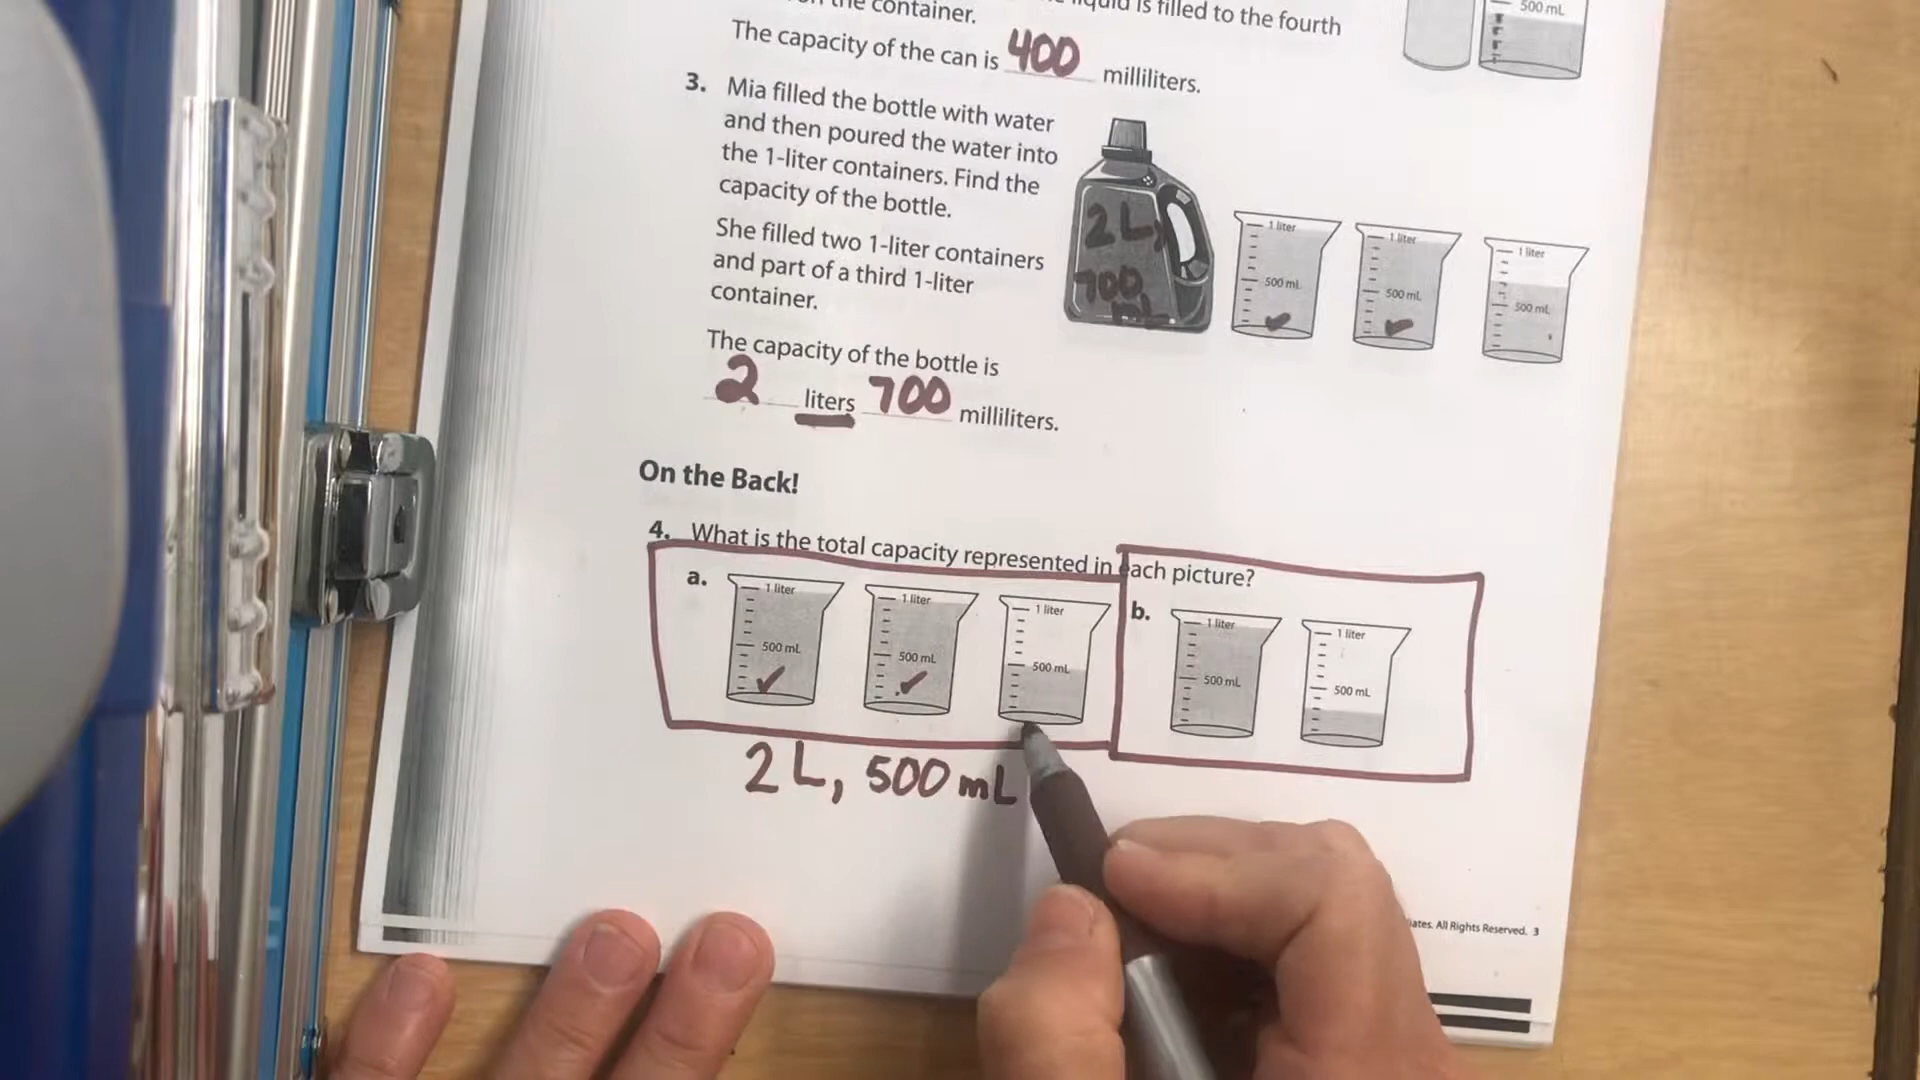 the container.
liquid is filled to the fourth
The capacity of the can is 400 milliliters.
500 mL
3. Mia filled the bottle with water
and then poured the water into
the 1-liter containers. Find the
capacity of the bottle.
She filled two 1-liter containers
and part of a third 1-liter
container.
2 L,
700
mL
1 liter
500 mL
1 liter
500 mL
1 liter
500 mL
The capacity of the bottle is
2 liters 700 milliliters.
On the Back!
4. What is the total capacity represented in each picture?
a.
1 liter
500 mL
1 liter
500 mL
1 liter
500 mL
b.
1 liter
500 mL
1 liter
500 mL
2 L, 500 mL
All Rights Reserved. 3